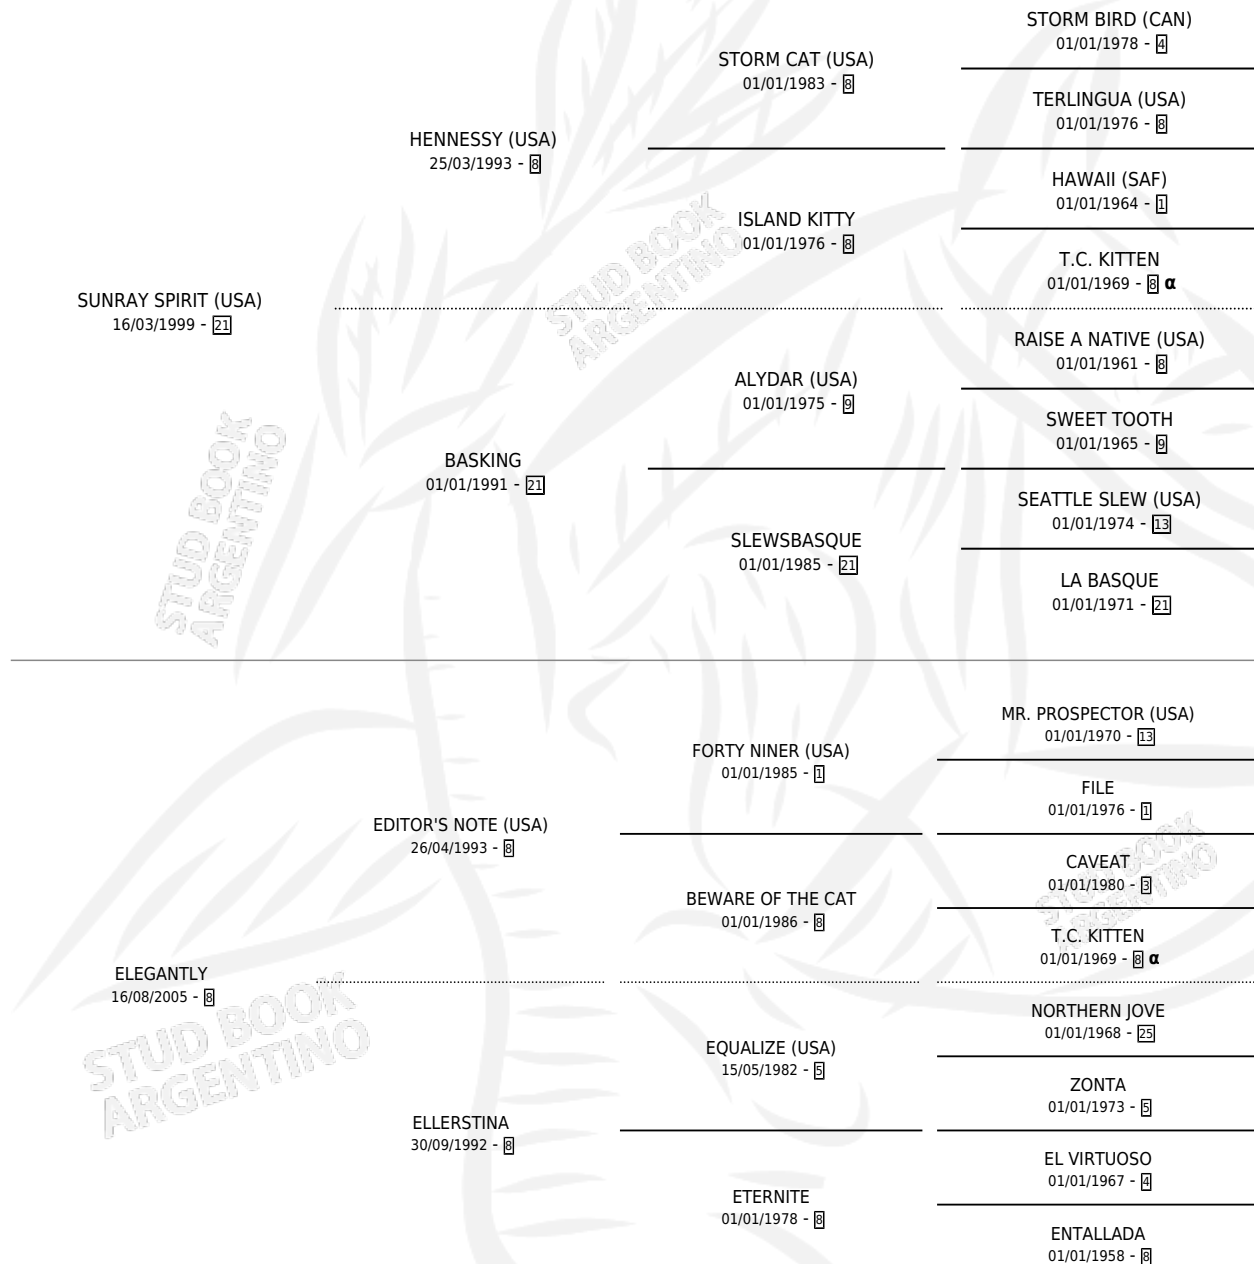 STORM BIRD (CAN)
01/01/1978 - 4
STORM CAT (USA)
01/01/1983 - 8
TERLINGUA (USA)
01/01/1976 - 8
HENNESSY (USA)
25/03/1993 - 8
HAWAII (SAF)
01/01/1964 - 1
ISLAND KITTY
01/01/1976 - 8
T.C. KITTEN
01/01/1969 - 8 α
SUNRAY SPIRIT (USA)
16/03/1999 - 21
RAISE A NATIVE (USA)
01/01/1961 - 8
ALYDAR (USA)
01/01/1975 - 9
SWEET TOOTH
01/01/1965 - 9
BASKING
01/01/1991 - 21
SEATTLE SLEW (USA)
01/01/1974 - 13
SLEWSBASQUE
01/01/1985 - 21
LA BASQUE
01/01/1971 - 21
MR. PROSPECTOR (USA)
01/01/1970 - 13
FORTY NINER (USA)
01/01/1985 - 1
FILE
01/01/1976 - 1
EDITOR'S NOTE (USA)
26/04/1993 - 8
CAVEAT
01/01/1980 - 3
BEWARE OF THE CAT
01/01/1986 - 8
T.C. KITTEN
01/01/1969 - 8 α
ELEGANTLY
16/08/2005 - 8
NORTHERN JOVE
01/01/1968 - 25
EQUALIZE (USA)
15/05/1982 - 5
ZONTA
01/01/1973 - 5
ELLERSTINA
30/09/1992 - 8
EL VIRTUOSO
01/01/1967 - 4
ETERNITE
01/01/1978 - 8
ENTALLADA
01/01/1958 - 8
STUD BOOK
ARGENTINO
STUD BOOK
ARGENTINO
STUD BOOK
ARGENTINO
STUD BOOK
ARGENTINO